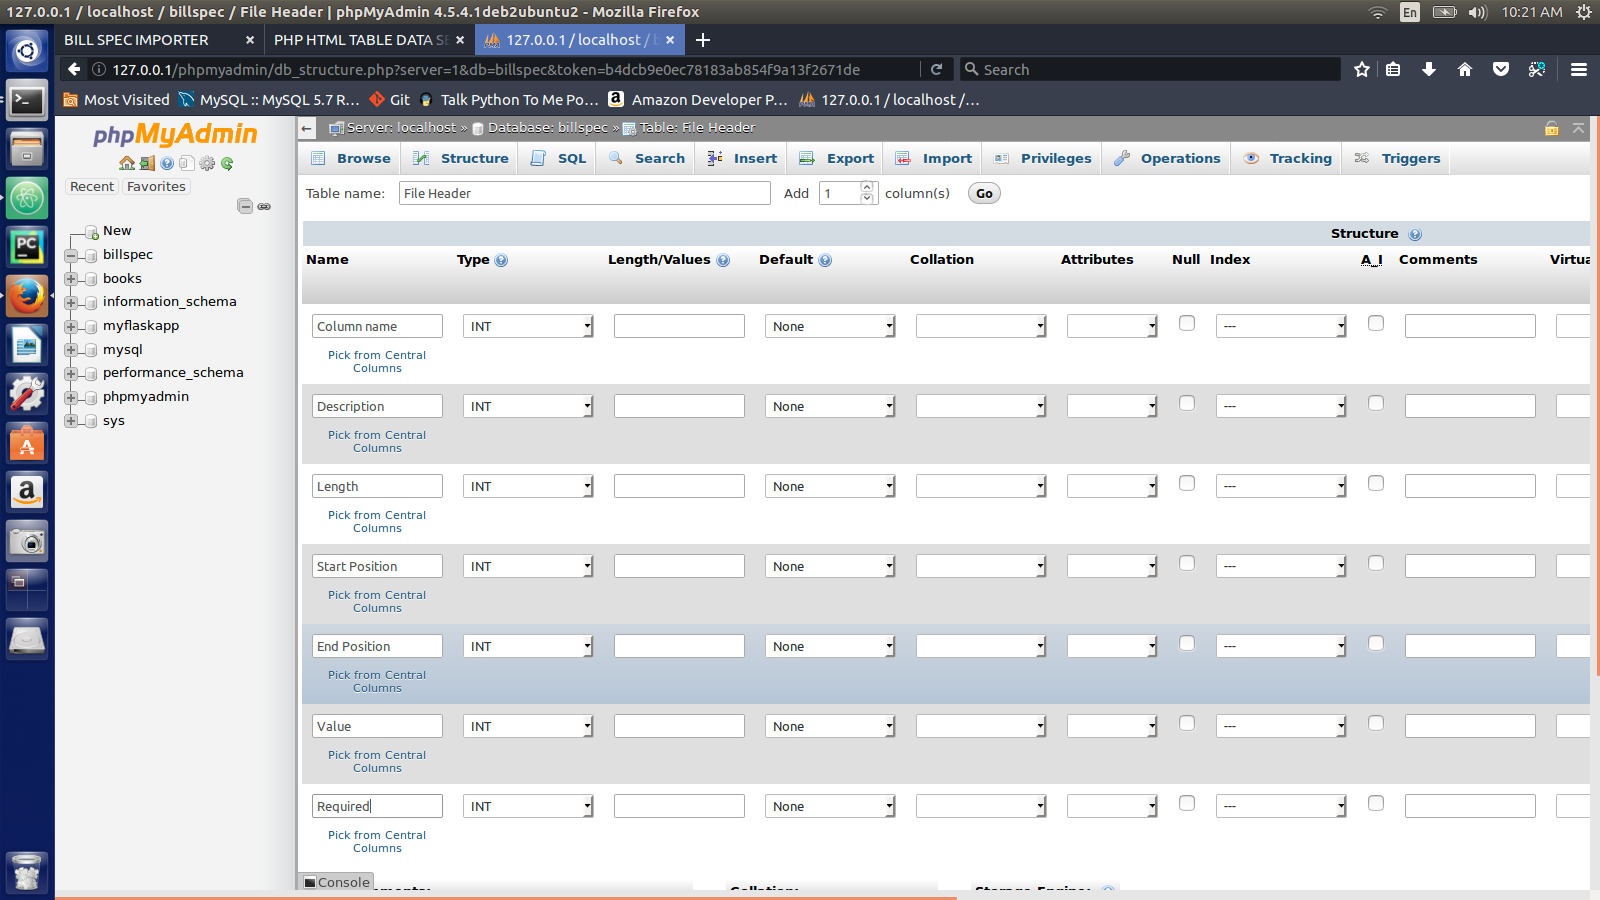 127.0.0.1 / localhost / billspec / File Header | phpMyAdmin 4.5.4.1deb2ubuntu2 - Mozilla Firefox
En
10:21 AM
BILL SPEC IMPORTER
PHP HTML TABLE DATA SE
127.0.0.1 / localhost / b
127.0.0.1/phpmyadmin/db_structure.php?server=1&db=billspec&token=b4dcb9e0ec78183ab854f9a13f2671de
Search
Most Visited
MySQL :: MySQL 5.7 R...
Git
Talk Python To Me Po...
Amazon Developer P...
127.0.0.1 / localhost /...
phpMyAdmin
Recent
Favorites
New
billspec
books
information_schema
myflaskapp
mysql
performance_schema
phpmyadmin
sys
Server: localhost » Database: billspec » Table: File Header
Browse
Structure
SQL
Search
Insert
Export
Import
Privileges
Operations
Tracking
Triggers
Table name: File Header Add 1 column(s) Go
Structure
Name Type Length/Values Default Collation Attributes Null Index A_I Comments Virtua
Column name INT None ---
Pick from Central
Columns
Description INT None ---
Pick from Central
Columns
Length INT None ---
Pick from Central
Columns
Start Position INT None ---
Pick from Central
Columns
End Position INT None ---
Pick from Central
Columns
Value INT None ---
Pick from Central
Columns
Required INT None ---
Pick from Central
Columns
Console
Collation:
Storage Engine: